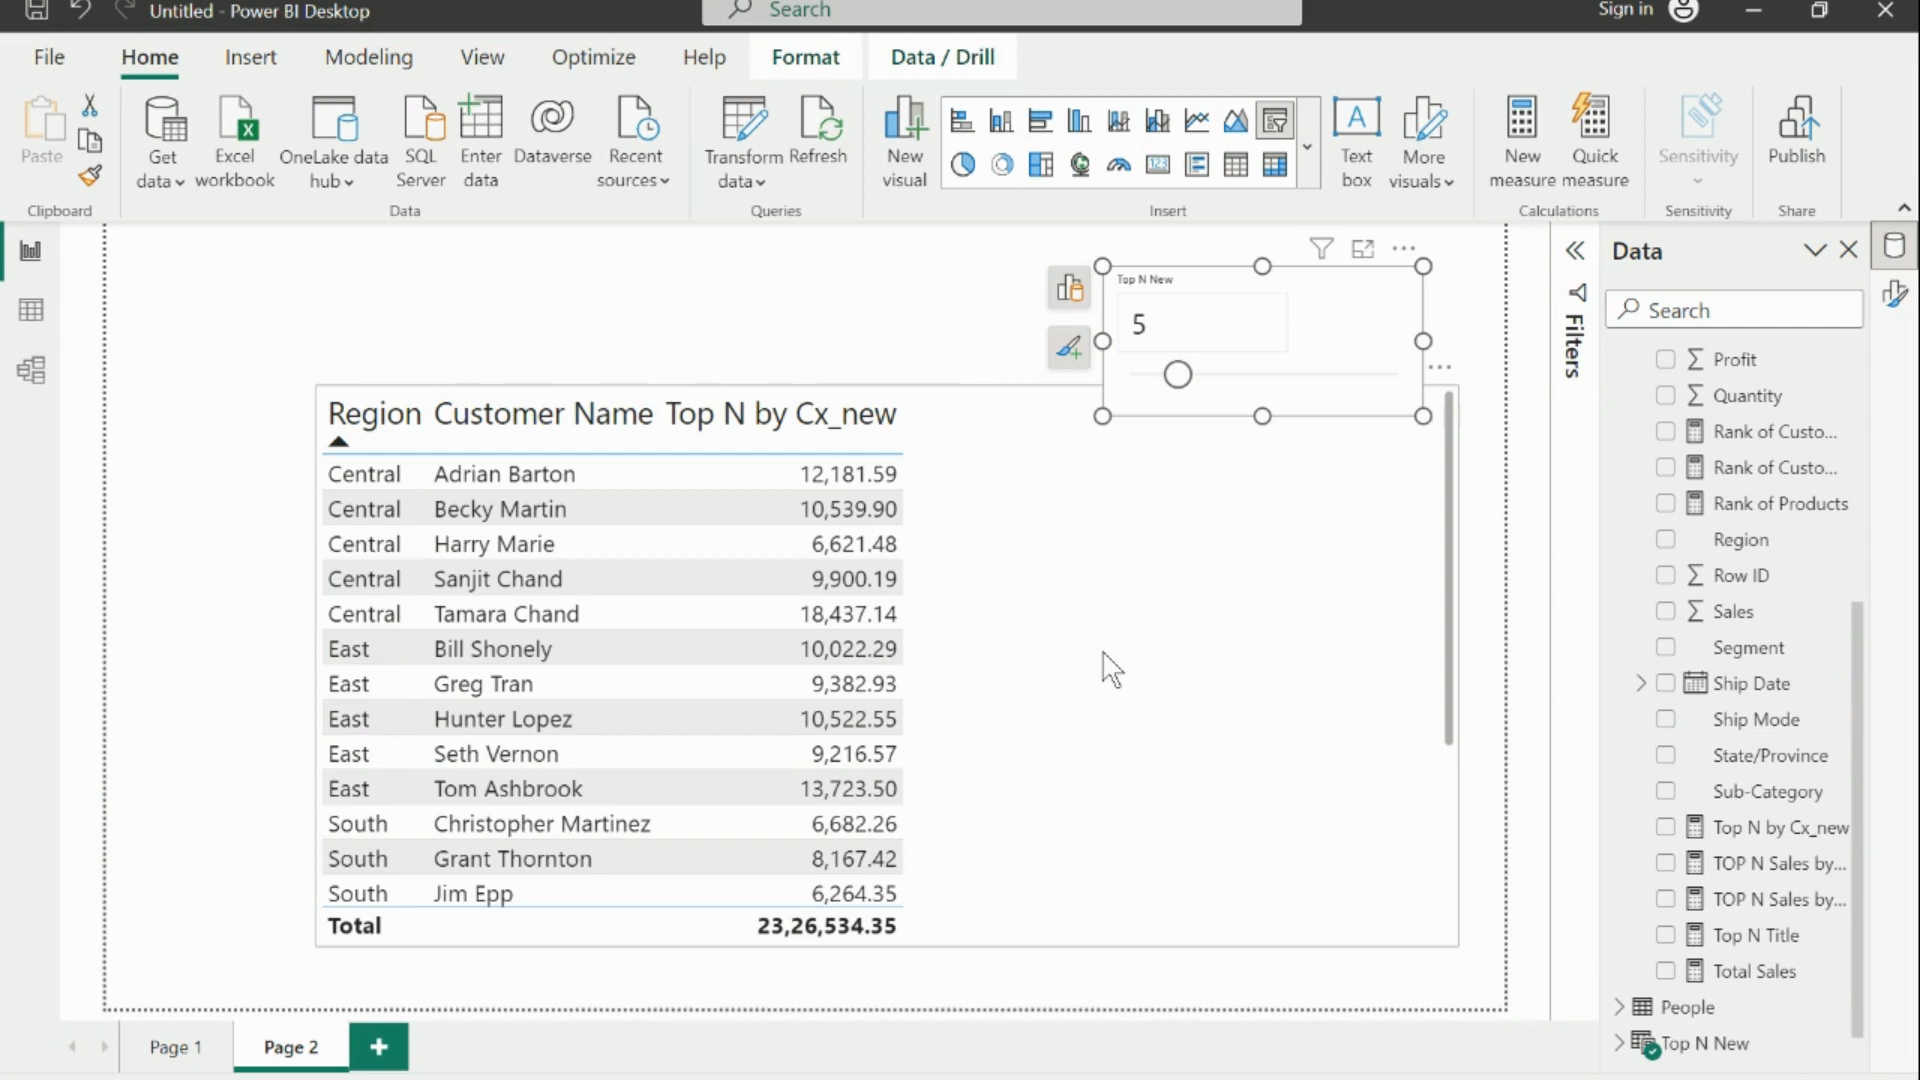 Untitled - Power BI Desktop
Search
Sign in
File
Home
Insert
Modeling
View
Optimize
Help
Format
Data / Drill
Paste
Get data
Excel workbook
OneLake data hub
SQL Server
Enter data
Dataverse
Recent sources
Transform data
Refresh
New visual
A
123
Text box
More visuals
New measure
Quick measure
Sensitivity
Publish
Clipboard
Data
Queries
Insert
Calculations
Sensitivity
Share
Top N New
5
Region Customer Name Top N by Cx_new
Central Adrian Barton 12,181.59
Central Becky Martin 10,539.90
Central Harry Marie 6,621.48
Central Sanjit Chand 9,900.19
Central Tamara Chand 18,437.14
East Bill Shonely 10,022.29
East Greg Tran 9,382.93
East Hunter Lopez 10,522.55
East Seth Vernon 9,216.57
East Tom Ashbrook 13,723.50
South Christopher Martinez 6,682.26
South Grant Thornton 8,167.42
South Jim Epp 6,264.35
Total 23,26,534.35
Filters
Data
Search
Profit
Quantity
Rank of Custo...
Rank of Custo...
Rank of Products
Region
Row ID
Sales
Segment
Ship Date
Ship Mode
State/Province
Sub-Category
Top N by Cx_new
TOP N Sales by...
TOP N Sales by...
Top N Title
Total Sales
People
Top N New
Page 1
Page 2